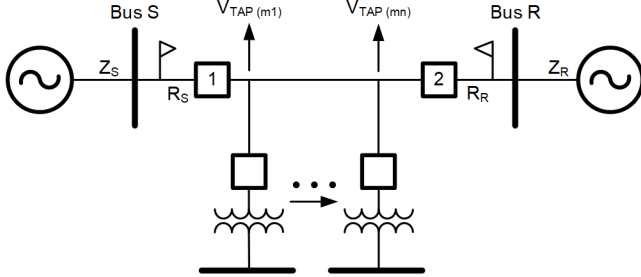 Bus S
V_TAP (m1)
V_TAP (mn)
Bus R
Z_S
R_S
1
2
R_R
Z_R